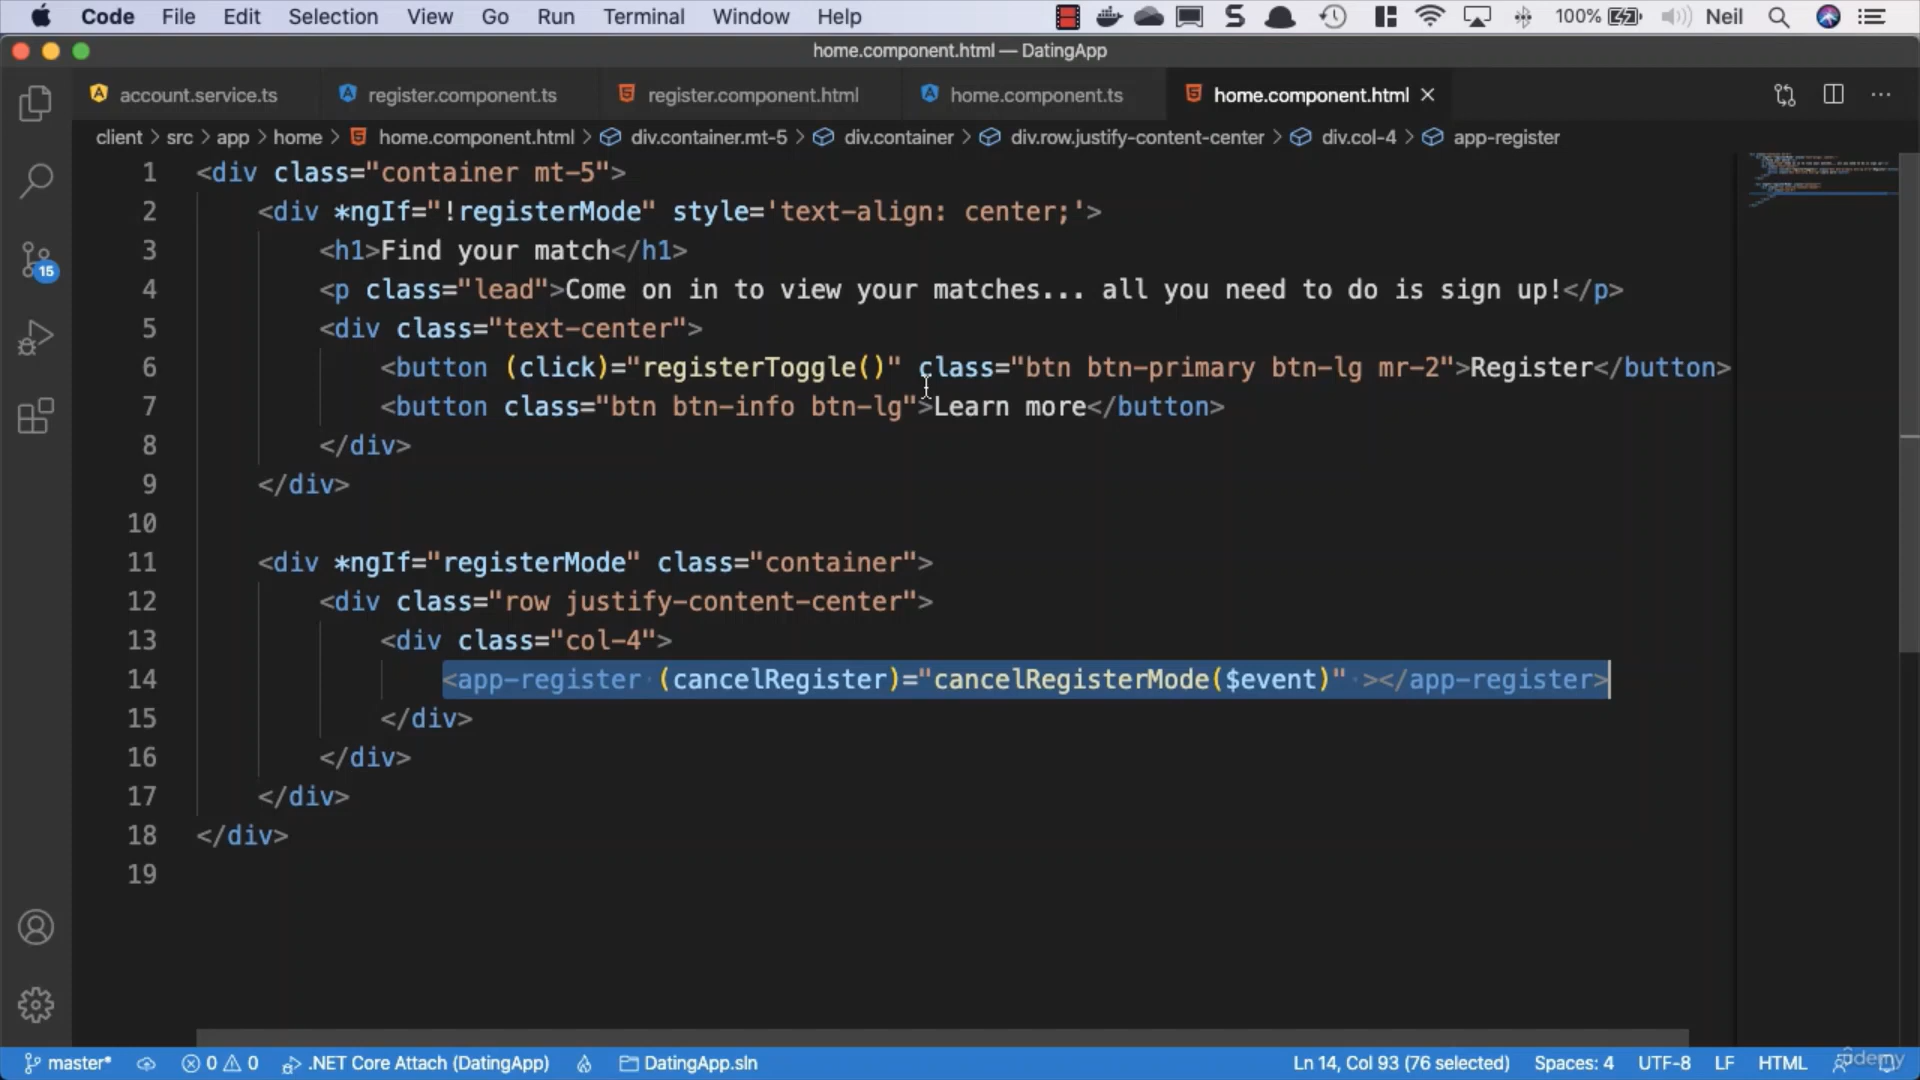 Code File Edit Selection View Go Run Terminal Window Help 100% Neil
home.component.html — DatingApp
account.service.ts register.component.ts register.component.html home.component.ts home.component.html
client > src > app > home > home.component.html > div.container.mt-5 > div.container > div.row.justify-content-center > div.col-4 > app-register
1 <div class="container mt-5">
2 <div *ngIf="!registerMode" style='text-align: center;'>
3 <h1>Find your match</h1>
4 <p class="lead">Come on in to view your matches... all you need to do is sign up!</p>
5 <div class="text-center">
6 <button (click)="registerToggle()" class="btn btn-primary btn-lg mr-2">Register</button>
7 <button class="btn btn-info btn-lg">Learn more</button>
8 </div>
9 </div>
10
11 <div *ngIf="registerMode" class="container">
12 <div class="row justify-content-center">
13 <div class="col-4">
14 <app-register (cancelRegister)="cancelRegisterMode($event)" ></app-register>
15 </div>
16 </div>
17 </div>
18 </div>
19
15
master* 0 0 .NET Core Attach (DatingApp) DatingApp.sln Ln 14, Col 93 (76 selected) Spaces: 4 UTF-8 LF HTML
udemy